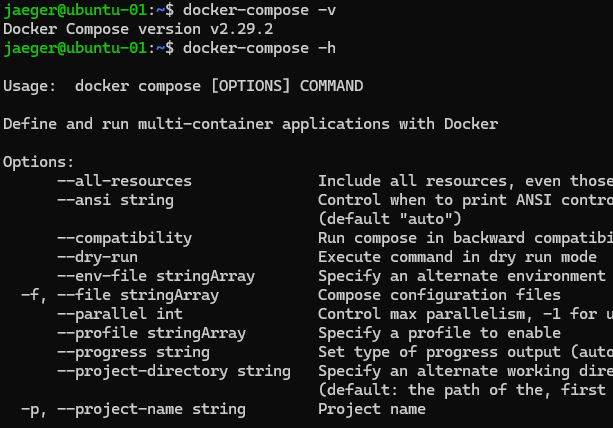 jaeger@ubuntu-01:~$ docker-compose -v
Docker Compose version v2.29.2
jaeger@ubuntu-01:~$ docker-compose -h
Usage:  docker compose [OPTIONS] COMMAND
Define and run multi-container applications with Docker
Options:
      --all-resources              Include all resources, even those
      --ansi string                Control when to print ANSI contro
                                   (default "auto")
      --compatibility              Run compose in backward compatibi
      --dry-run                    Execute command in dry run mode
      --env-file stringArray       Specify an alternate environment
  -f, --file stringArray           Compose configuration files
      --parallel int               Control max parallelism, -1 for u
      --profile stringArray        Specify a profile to enable
      --progress string            Set type of progress output (auto
      --project-directory string   Specify an alternate working dire
                                   (default: the path of the, first
  -p, --project-name string        Project name